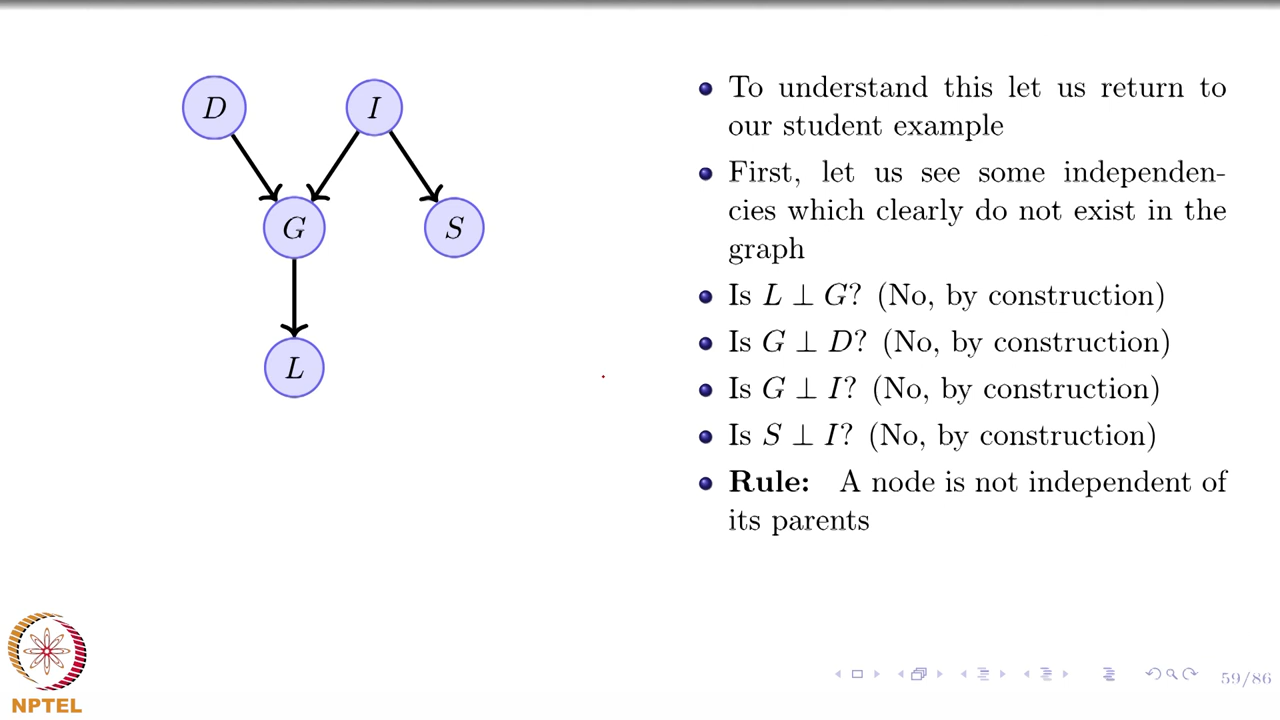 D
I
G
S
L
To understand this let us return to
our student example
First, let us see some independen-
cies which clearly do not exist in the
graph
Is L ⊥ G? (No, by construction)
Is G ⊥ D? (No, by construction)
Is G ⊥ I? (No, by construction)
Is S ⊥ I? (No, by construction)
Rule: A node is not independent of
its parents
NPTEL
59/86